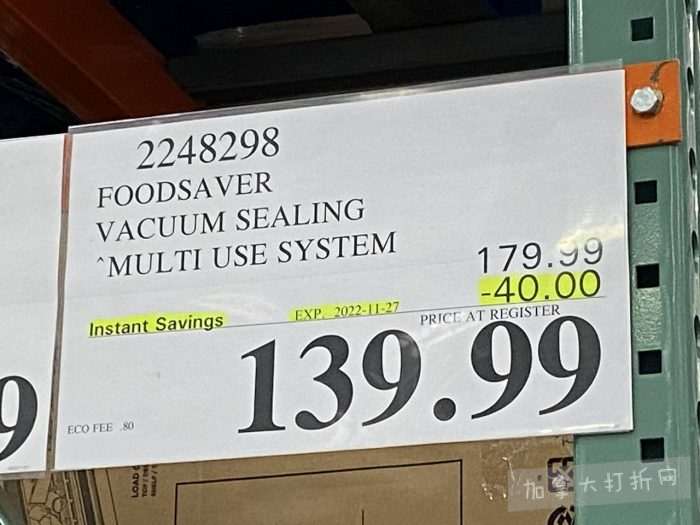 2248298
FOODSAVER
VACUUM SEALING
^MULTI USE SYSTEM
179.99
-40.00
Instant Savings EXP. 2022-11-27 PRICE AT REGISTER
139.99
ECO FEE .80
9
LOAD
加拿大打折网